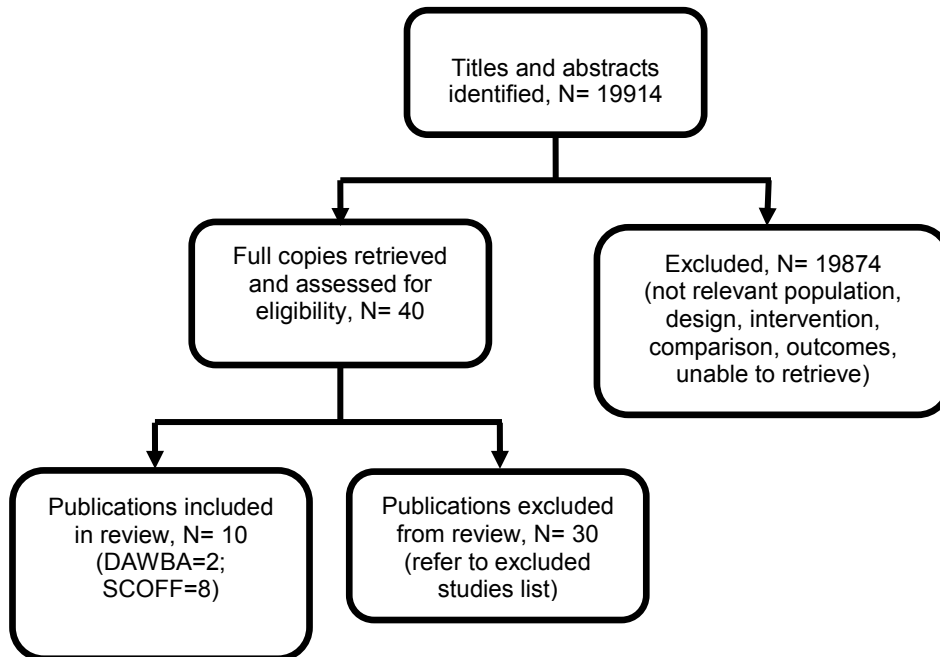 Titles and abstracts
identified, N= 19914
Full copies retrieved
and assessed for
eligibility, N= 40
Excluded, N= 19874
(not relevant population,
design, intervention,
comparison, outcomes,
unable to retrieve)
Publications included
in review, N= 10
(DAWBA=2;
SCOFF=8)
Publications excluded
from review, N= 30
(refer to excluded
studies list)